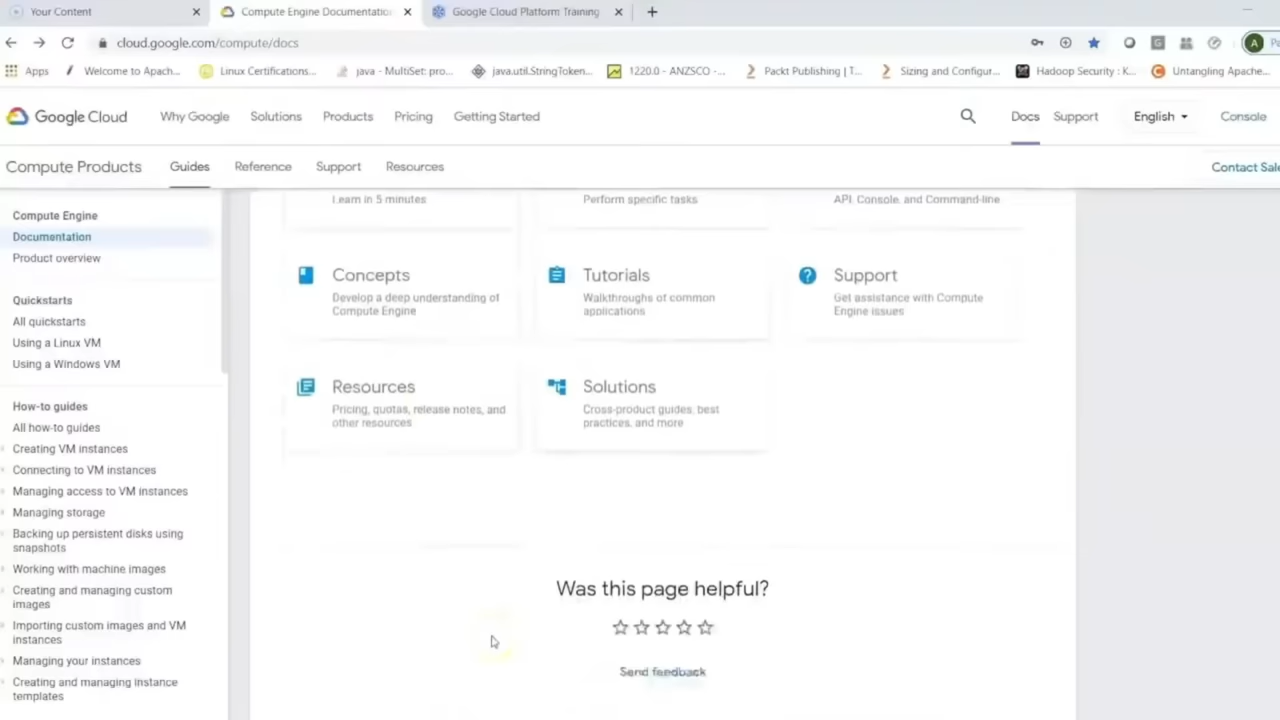 Your Content
Compute Engine Documentation
Google Cloud Platform Training
cloud.google.com/compute/docs
A
Apps
Welcome to Apach...
Linux Certifications...
java - MultiSet: pro...
java.util.StringToken...
1220.0 - ANZSCO -...
Packt Publishing | T...
Sizing and Configur...
Hadoop Security : K...
Untangling Apache...
Google Cloud
Why Google
Solutions
Products
Pricing
Getting Started
Docs
Support
English
Console
Compute Products
Guides
Reference
Support
Resources
Contact Sale
Compute Engine
Documentation
Product overview
Quickstarts
All quickstarts
Using a Linux VM
Using a Windows VM
How-to guides
All how-to guides
Creating VM instances
Connecting to VM instances
Managing access to VM instances
Managing storage
Backing up persistent disks using
snapshots
Working with machine images
Creating and managing custom
images
Importing custom images and VM
instances
Managing your instances
Creating and managing instance
templates
Learn in 5 minutes
Perform specific tasks
API, Console, and Command-line
Concepts
Develop a deep understanding of
Compute Engine
Tutorials
Walkthroughs of common
applications
Support
Get assistance with Compute
Engine issues
Resources
Pricing, quotas, release notes, and
other resources
Solutions
Cross-product guides, best
practices, and more
Was this page helpful?
Send feedback